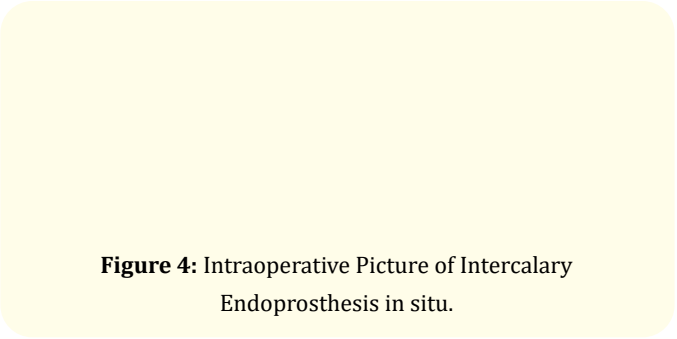 Figure 4: Intraoperative Picture of Intercalary
Endoprosthesis in situ.